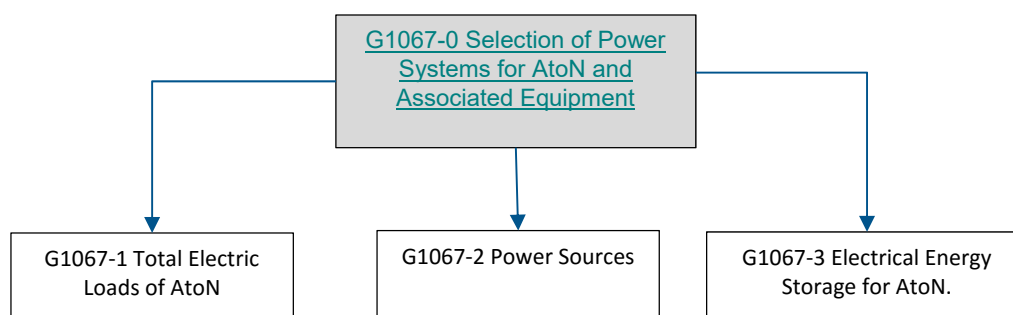 G1067-0 Selection of Power
Systems for AtoN and
Associated Equipment
G1067-1 Total Electric
Loads of AtoN
G1067-2 Power Sources
G1067-3 Electrical Energy
Storage for AtoN.